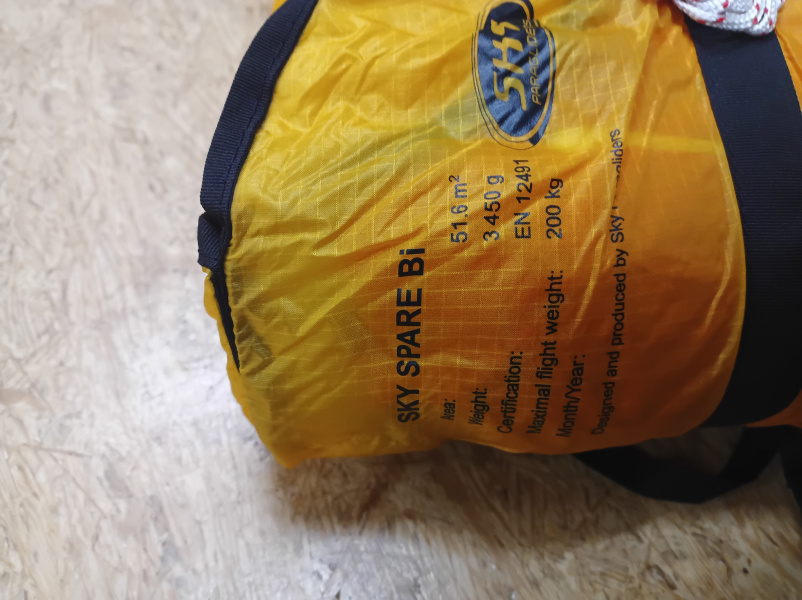 SKY
PARAGLIDERS
SKY SPARE Bi
Area: 51.6 m²
Weight: 3 450 g
Certification: EN 12491
Maximal flight weight: 200 kg
Month/Year:
Designed and produced by Sky